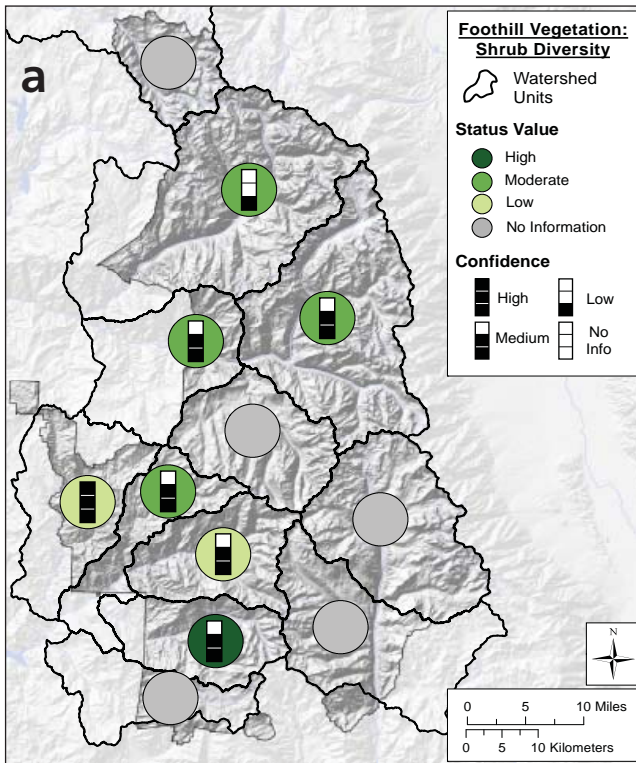 a
Foothill Vegetation:
Shrub Diversity
Watershed
Units
Status Value
High
Moderate
Low
No Information
Confidence
High
Low
Medium
No
Info
N
0 5 10 Miles
0 5 10 Kilometers